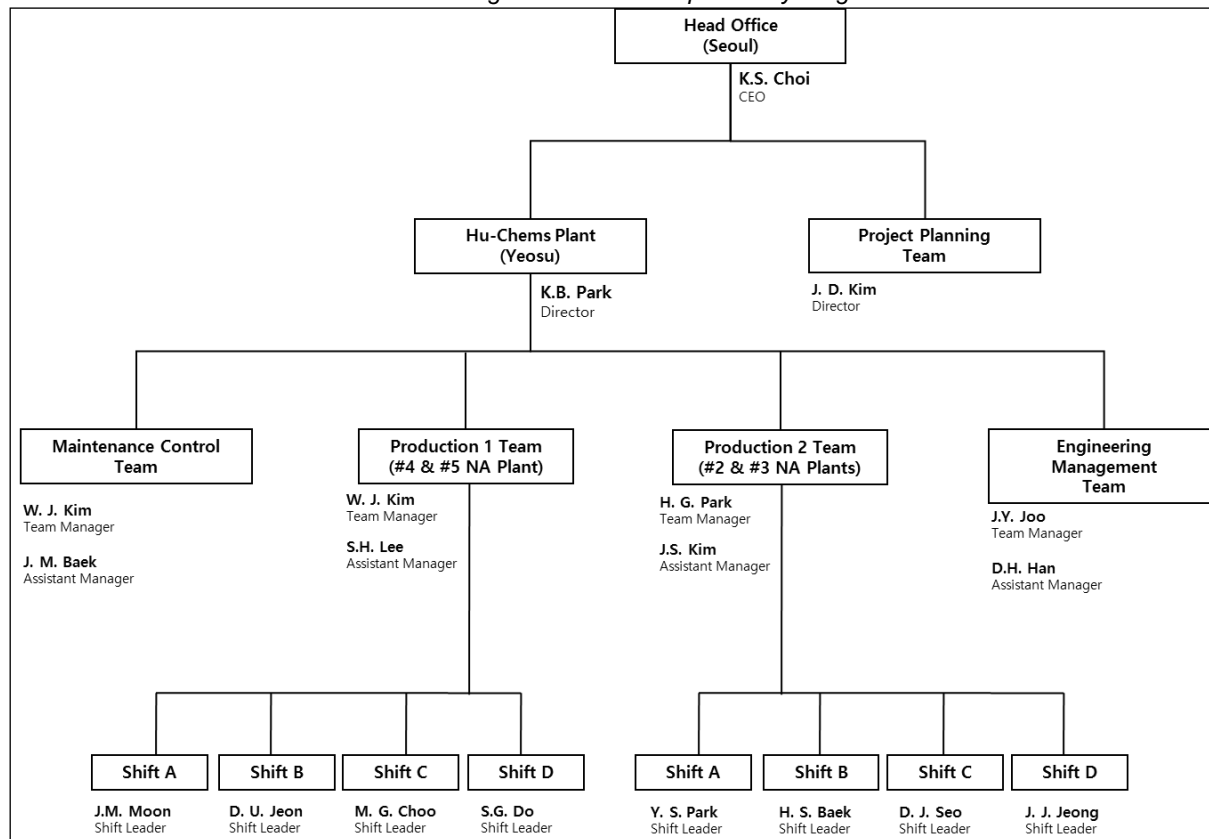 Head Office
(Seoul)
K.S. Choi
CEO
Hu-Chems Plant
(Yeosu)
Project Planning
Team
K.B. Park
Director
J. D. Kim
Director
Maintenance Control
Team
Production 1 Team
(#4 & #5 NA Plant)
Production 2 Team
(#2 & #3 NA Plants)
Engineering
Management
Team
W. J. Kim
Team Manager
J. M. Baek
Assistant Manager
W. J. Kim
Team Manager
S.H. Lee
Assistant Manager
H. G. Park
Team Manager
J.S. Kim
Assistant Manager
J.Y. Joo
Team Manager
D.H. Han
Assistant Manager
Shift A
Shift B
Shift C
Shift D
Shift A
Shift B
Shift C
Shift D
J.M. Moon
Shift Leader
D. U. Jeon
Shift Leader
M. G. Choo
Shift Leader
S.G. Do
Shift Leader
Y. S. Park
Shift Leader
H. S. Baek
Shift Leader
D. J. Seo
Shift Leader
J. J. Jeong
Shift Leader